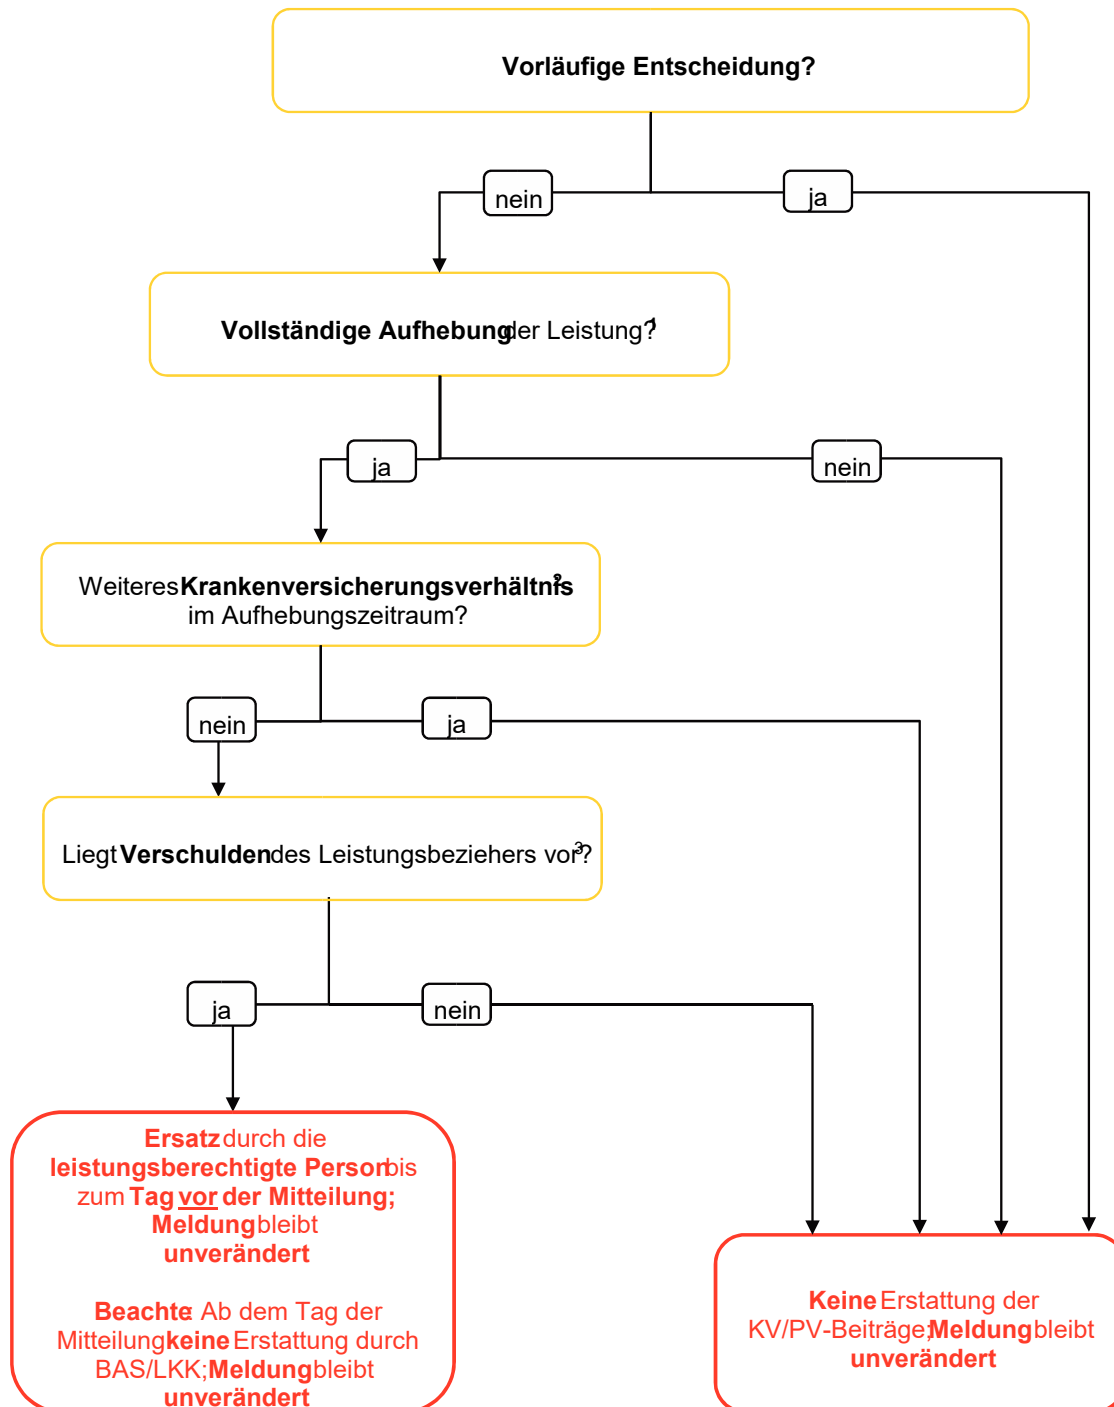 Vorläufige Entscheidung?
nein
ja
Vollständige Aufhebung der Leistung?¹
ja
nein
Weiteres Krankenversicherungsverhältnis²
im Aufhebungszeitraum?
nein
ja
Liegt Verschulden des Leistungsbeziehers vor³?
ja
nein
Ersatz durch die
leistungsberechtigte Person bis
zum Tag vor der Mitteilung;
Meldung bleibt
unverändert
Beachte: Ab dem Tag der
Mitteilung keine Erstattung durch
BAS/LKK; Meldung bleibt
unverändert
Keine Erstattung der
KV/PV-Beiträge; Meldung bleibt
unverändert